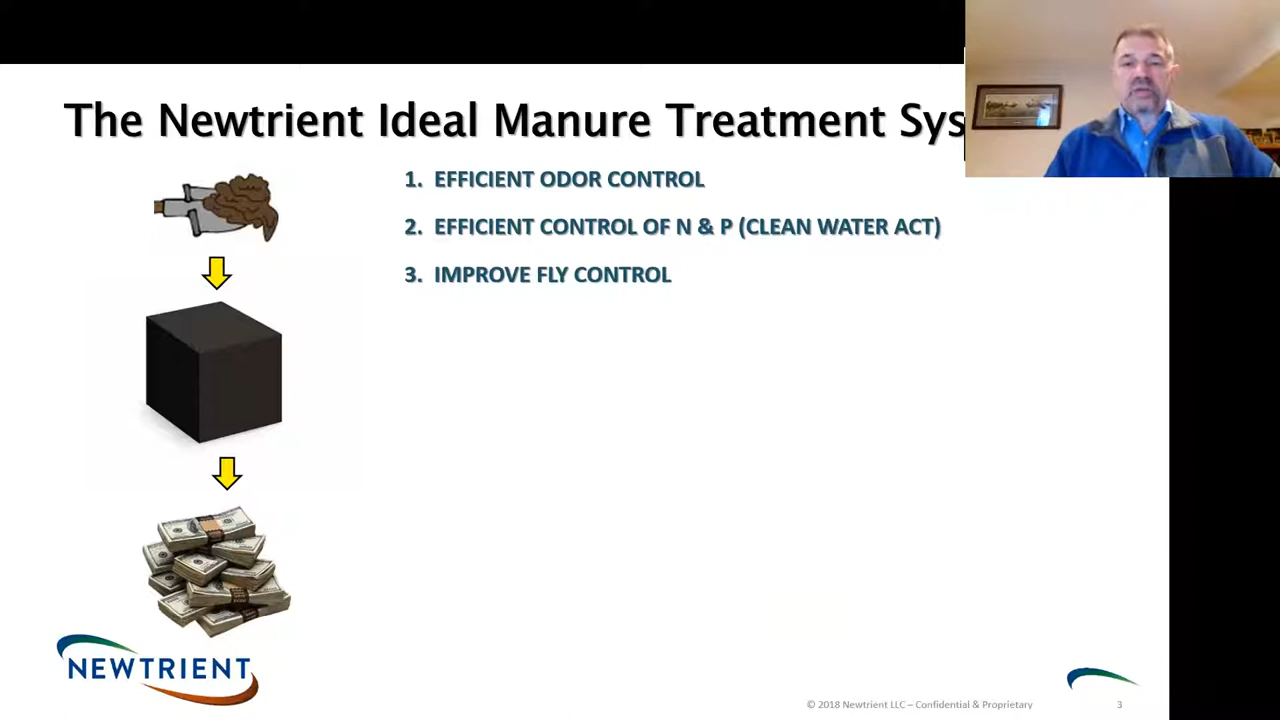 The Newtrient Ideal Manure Treatment Sys
1. EFFICIENT ODOR CONTROL
2. EFFICIENT CONTROL OF N & P (CLEAN WATER ACT)
3. IMPROVE FLY CONTROL
NEWTRIENT
© 2018 Newtrient LLC – Confidential & Proprietary
3